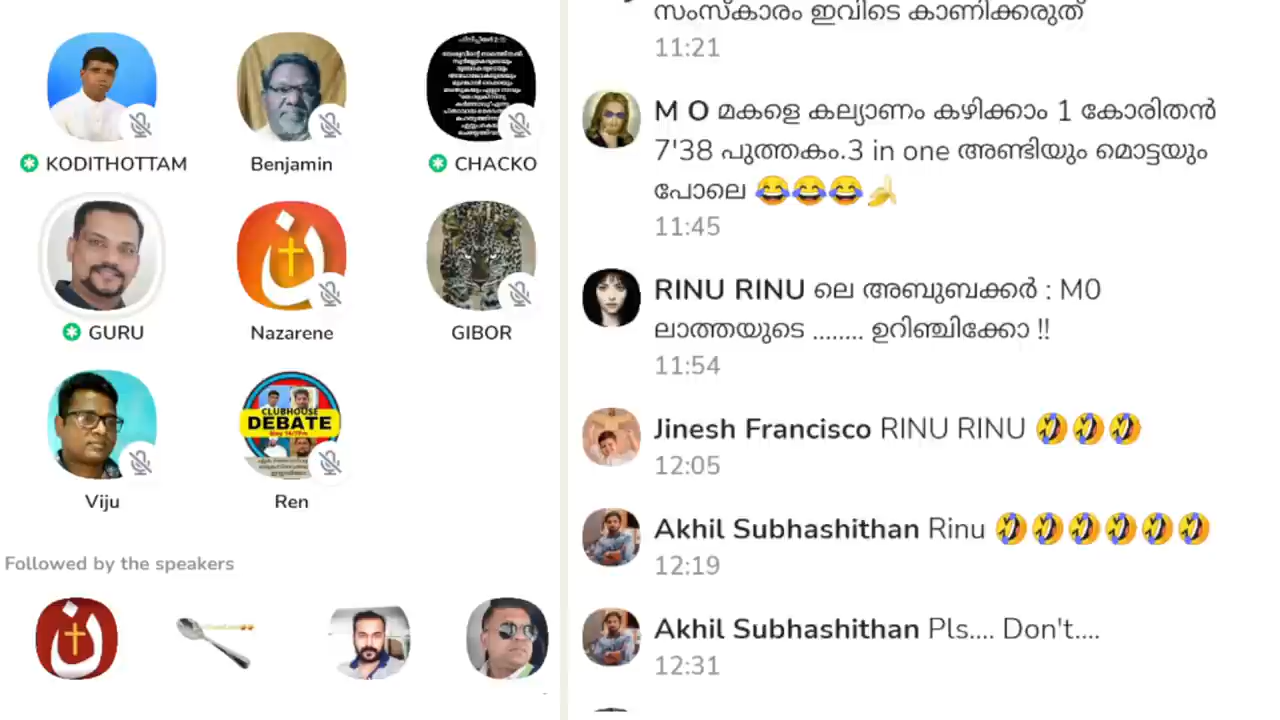 KODITHOTTAM
Benjamin
CHACKO
GURU
Nazarene
GIBOR
CLUBHOUSE
DEBATE
Viju
Ren
Followed by the speakers
സംസ്കാരം ഇവിടെ കാണിക്കരുത്
11:21
M O മകളെ കല്യാണം കഴിക്കാം 1 കോരിതൻ
7'38 പുത്തകം.3 in one അണ്ടിയും മൊട്ടയും
പോലെ 😂😂😂🍌
11:45
RINU RINU ലെ അബുബക്കർ : M0
ലാത്തയുടെ ........ ഉറിഞ്ചിക്കോ !!
11:54
Jinesh Francisco RINU RINU 🤣🤣🤣
12:05
Akhil Subhashithan Rinu 🤣🤣🤣🤣🤣🤣
12:19
Akhil Subhashithan Pls.... Don't....
12:31